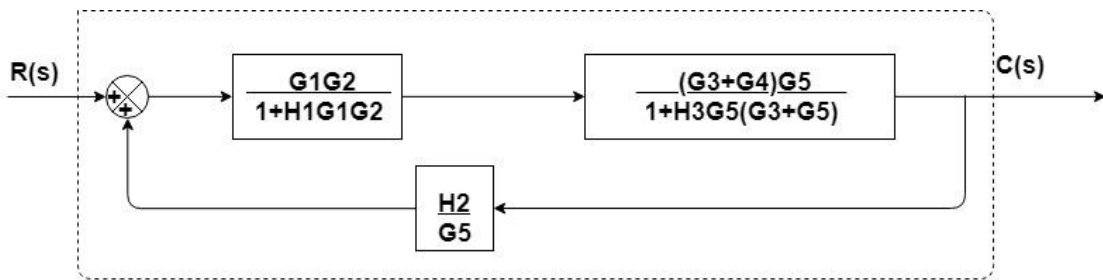 R(s)
+
+
G1G2
1+H1G1G2
(G3+G4)G5
1+H3G5(G3+G5)
C(s)
H2
G5